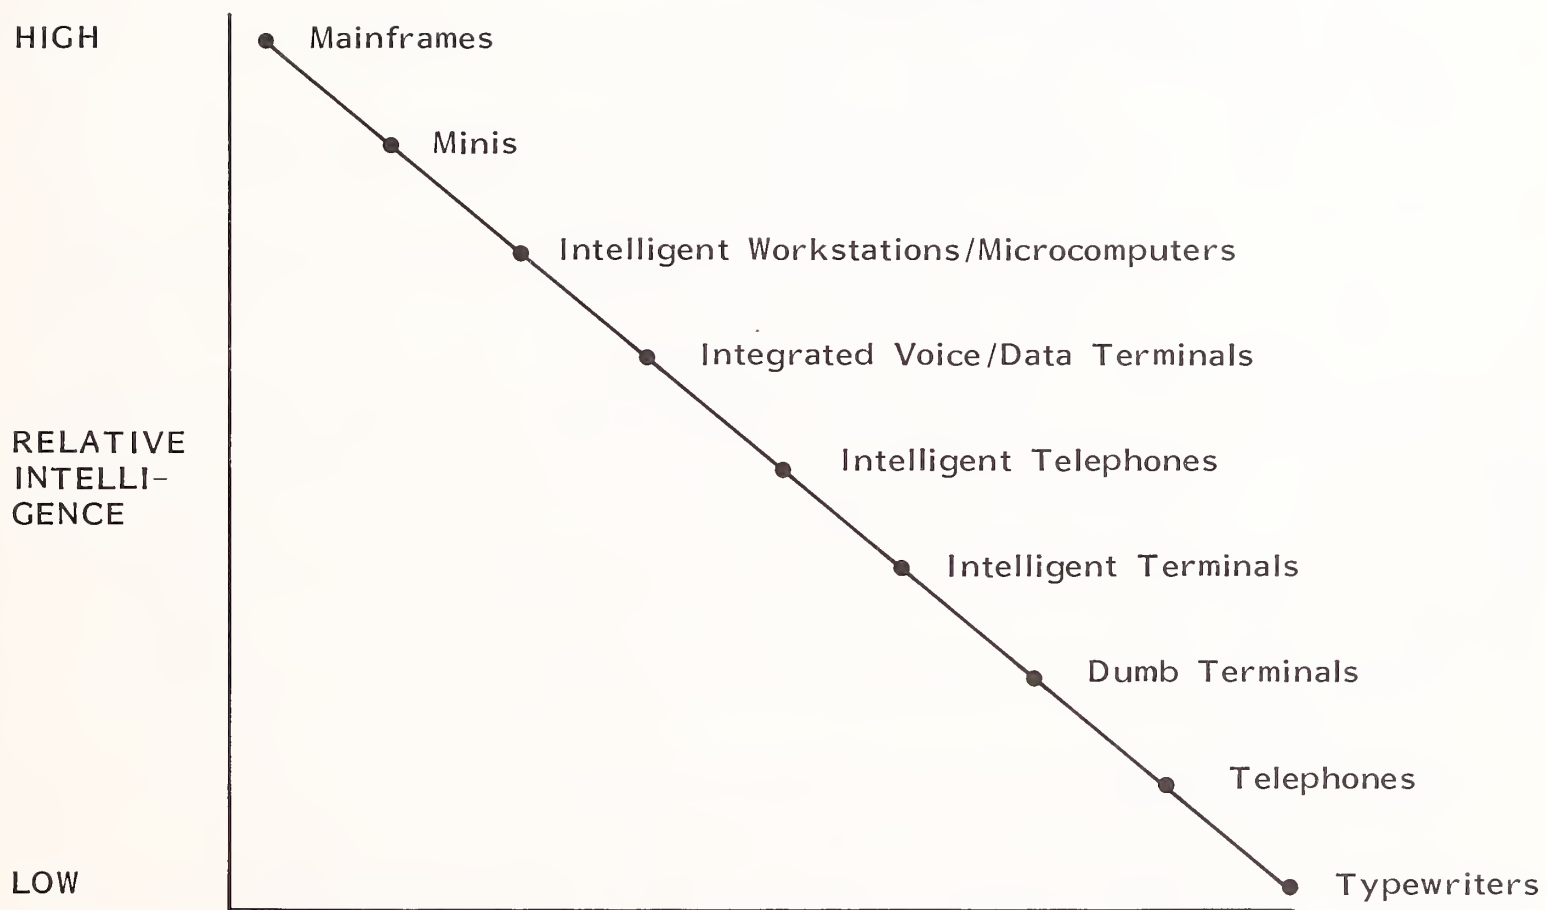 HIGH
Mainframes
Minis
Intelligent Workstations/Microcomputers
Integrated Voice/Data Terminals
RELATIVE
INTELLI-
GENCE
Intelligent Telephones
Intelligent Terminals
Dumb Terminals
Telephones
LOW
Typewriters